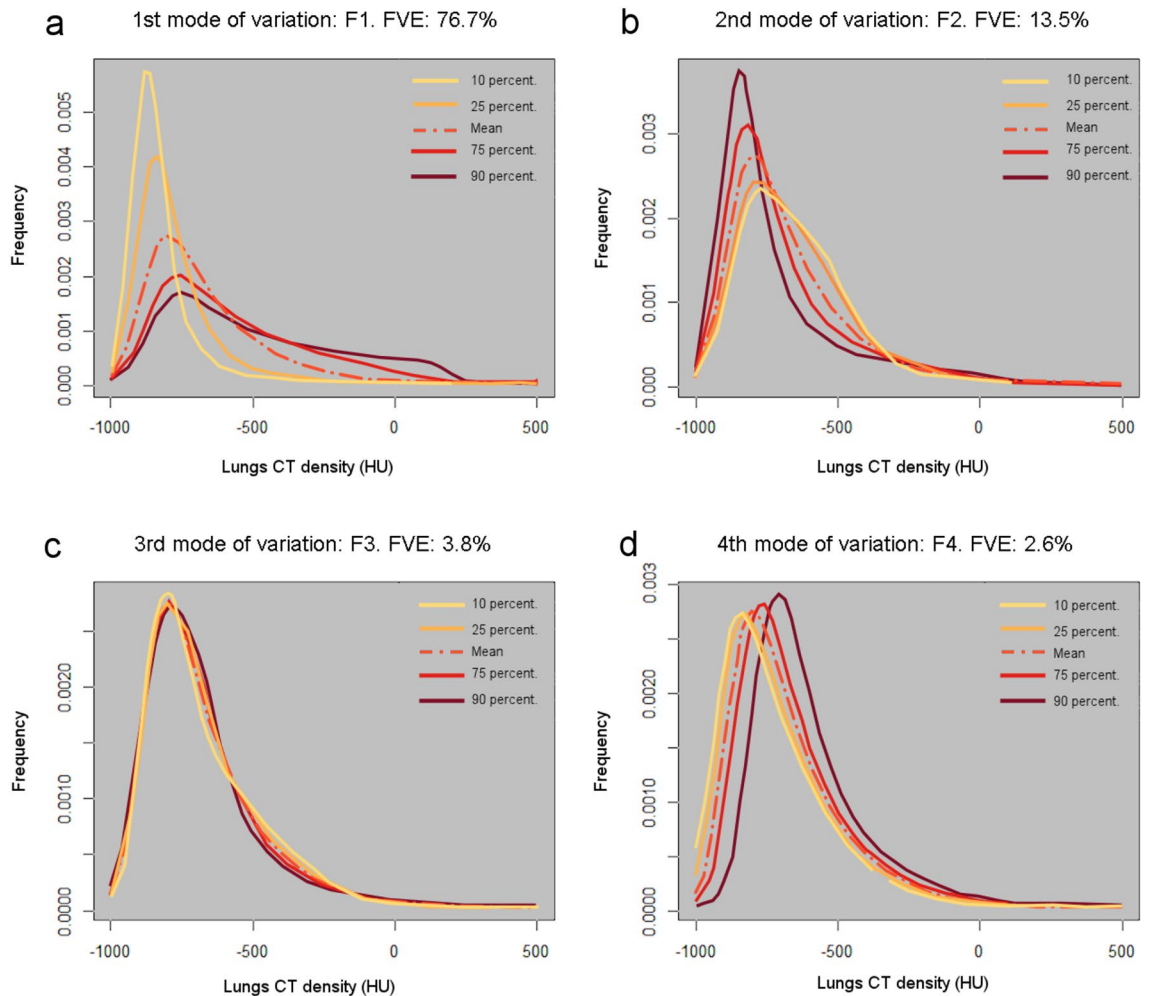 a
1st mode of variation: F1. FVE: 76.7%
10 percent.
25 percent.
Mean
75 percent.
90 percent.
Frequency
0.000
0.001
0.002
0.003
0.004
0.005
-1000
-500
0
500
Lungs CT density (HU)
b
2nd mode of variation: F2. FVE: 13.5%
10 percent.
25 percent.
Mean
75 percent.
90 percent.
Frequency
0.000
0.001
0.002
0.003
-1000
-500
0
500
Lungs CT density (HU)
c
3rd mode of variation: F3. FVE: 3.8%
10 percent.
25 percent.
Mean
75 percent.
90 percent.
Frequency
0.0000
0.0010
0.0020
-1000
-500
0
500
Lungs CT density (HU)
d
4th mode of variation: F4. FVE: 2.6%
10 percent.
25 percent.
Mean
75 percent.
90 percent.
Frequency
0.0000
0.0010
0.0020
0.003
-1000
-500
0
500
Lungs CT density (HU)